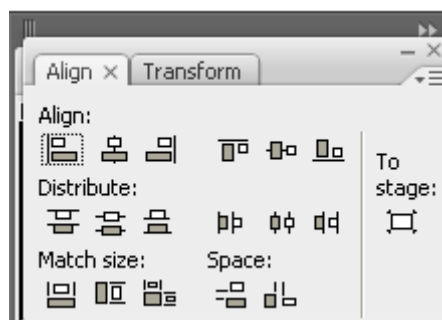 Align Transform
Align:
To stage:
Distribute:
Match size: Space: